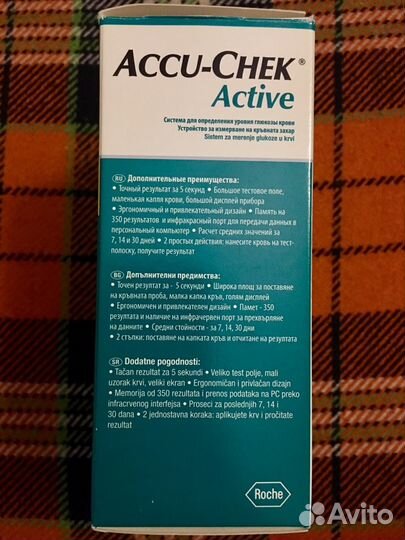 ACCU-CHEK®
Active
Система для определения уровня глюкозы крови
Устройство за измерване на кръвната захар
Sistem za merenje glukoze u krvi
RU Дополнительные преимущества:
• Точный результат за 5 секунд • Большое тестовое поле,
маленькая капля крови, большой дисплей прибора
• Эргономичный и привлекательный дизайн • Память на
350 результатов и инфракрасный порт для передачи данных в
персональный компьютер • Расчет средних значений за
7, 14 и 30 дней • 2 простых действия: нанесите кровь на тест-
полоску, получите результат
BG Допълнителни предимства:
• Точен резултат за - 5 секунди • Широка площ за поставяне
на кръвната проба, малка капка кръв, голям дисплей
• Ергономичен и привлекателен дизайн • Памет - 350
резултата и наличие на инфрачервен порт за прехвърляне
на данните • Средни стойности - за 7, 14, 30 дни
• 2 стъпки: поставяне на капката кръв и отчитане на резултата
SR Dodatne pogodnosti:
• Tačan rezultat za 5 sekundi • Veliko test polje, mali
uzorak krvi, veliki ekran • Ergonomičan i privlačan dizajn
• Memorija od 350 rezultata i prenos podataka na PC preko
infracrvenog interfejsa • Proseci za poslednjih 7, 14 i
30 dana • 2 jednostavna koraka: aplikujete krv i pročitate
rezultat
Roche
Avito